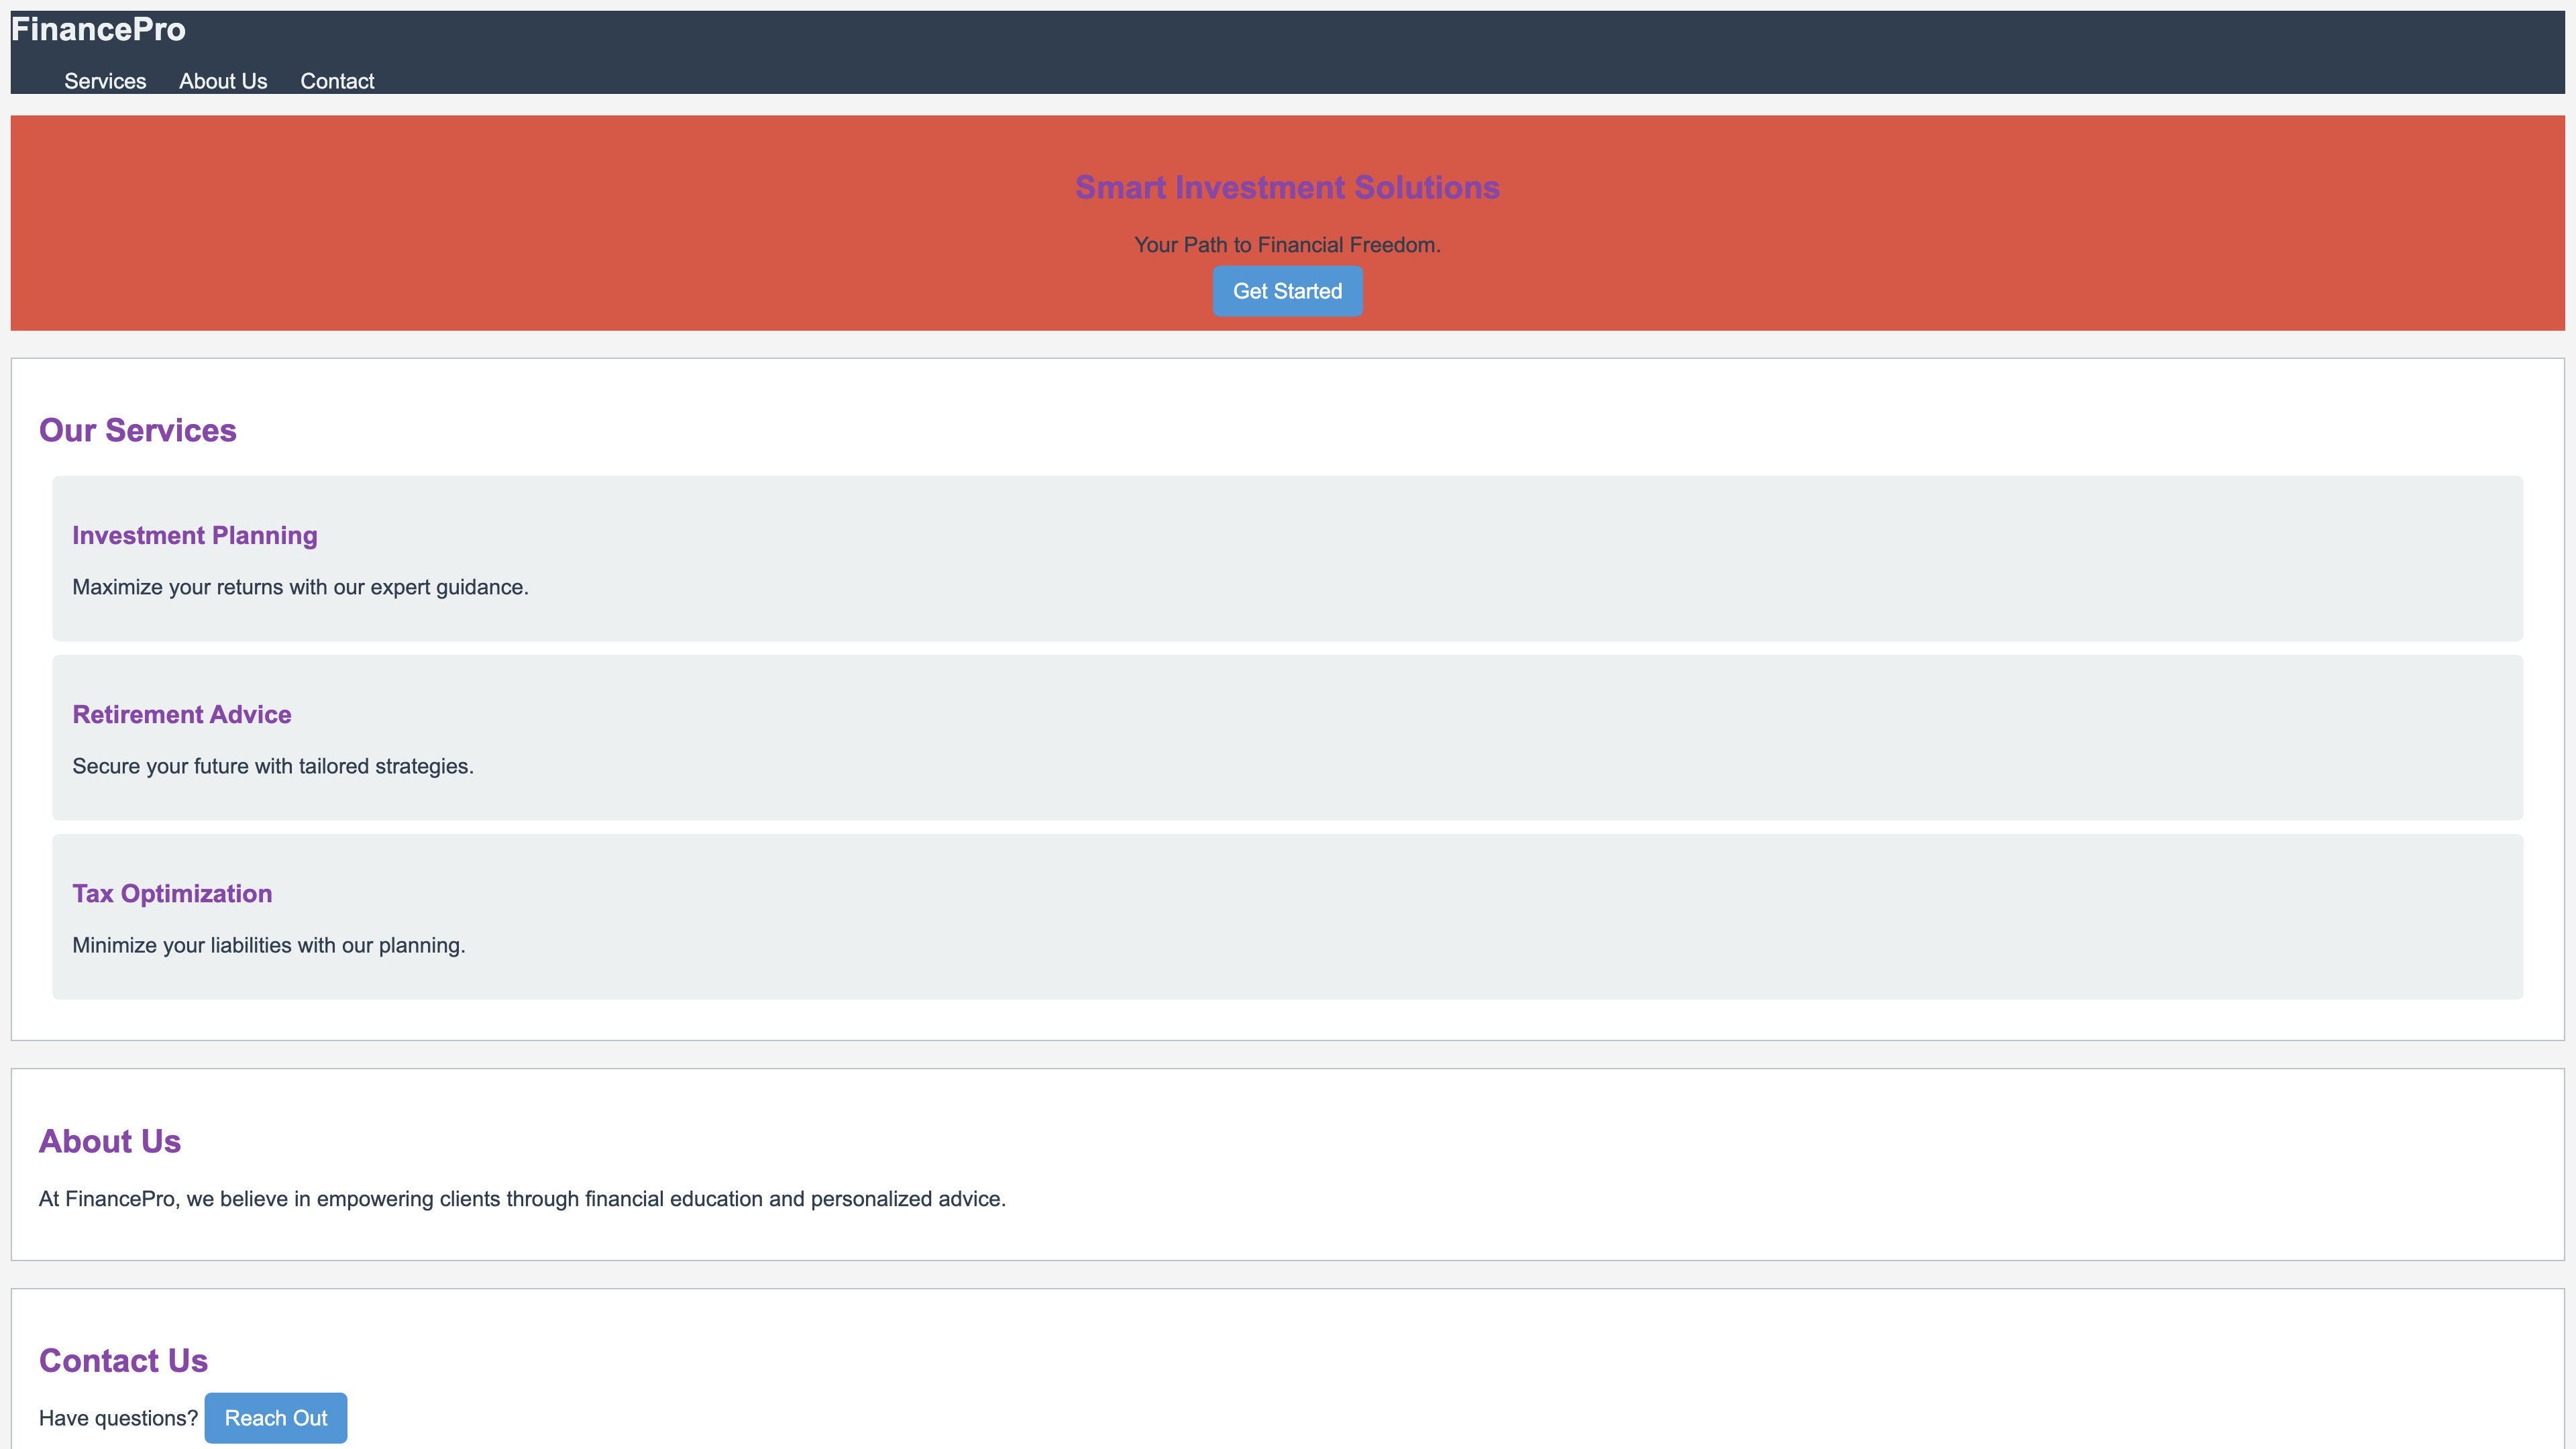 FinancePro
Services About Us Contact
Smart Investment Solutions
Your Path to Financial Freedom.
Get Started
Our Services
Investment Planning
Maximize your returns with our expert guidance.
Retirement Advice
Secure your future with tailored strategies.
Tax Optimization
Minimize your liabilities with our planning.
About Us
At FinancePro, we believe in empowering clients through financial education and personalized advice.
Contact Us
Have questions? Reach Out